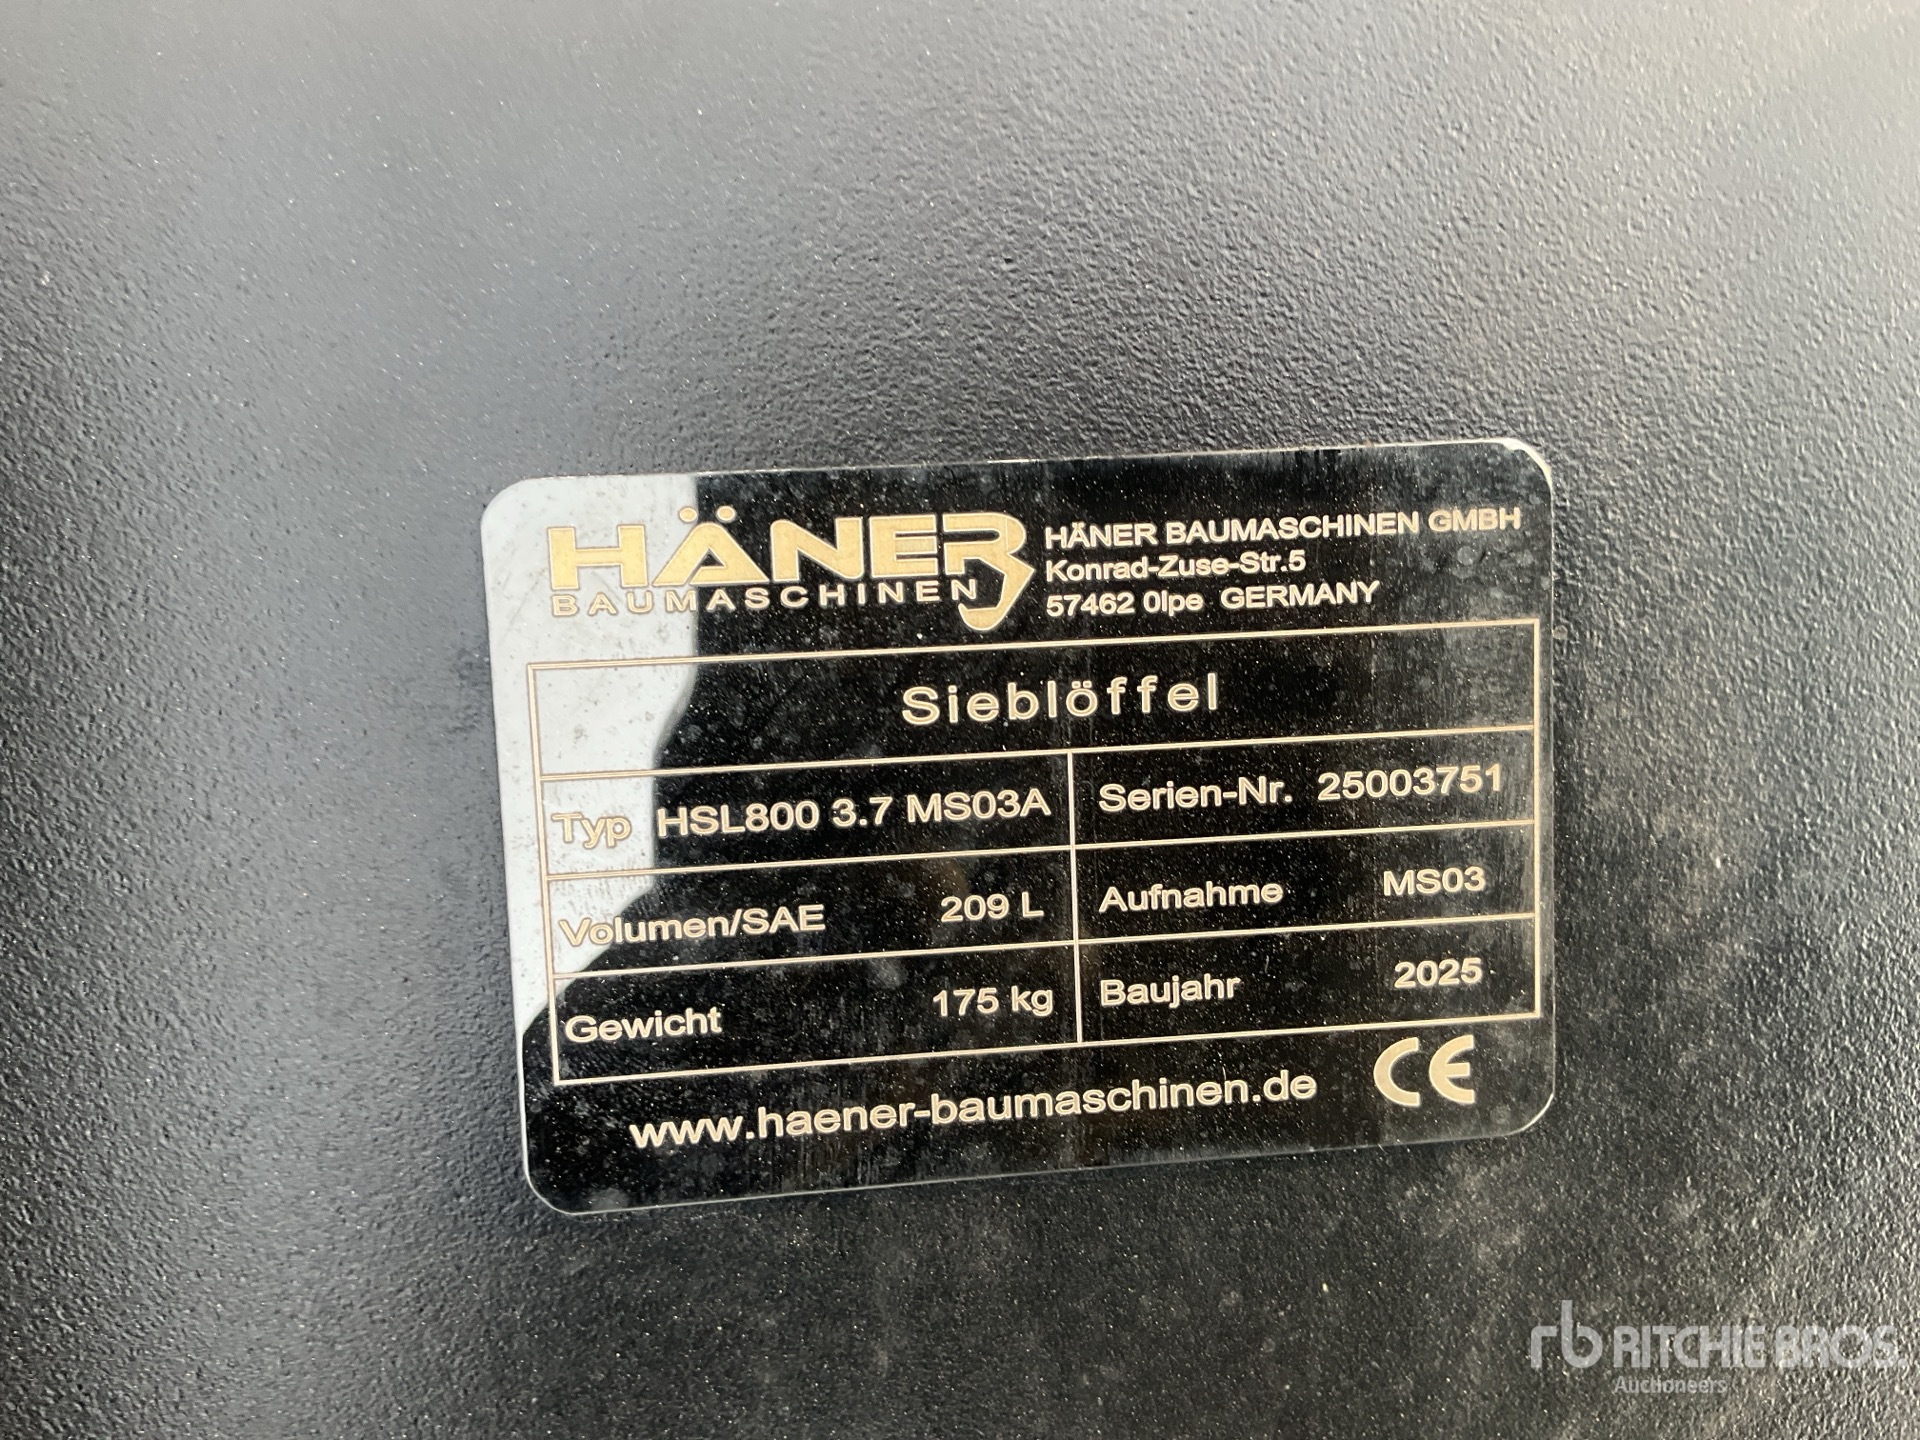 HÄNER
BAUMASCHINEN
HÄNER BAUMASCHINEN GMBH
Konrad-Zuse-Str.5
57462 0lpe GERMANY
Sieblöffel
Typ HSL800 3.7 MS03A
Serien-Nr. 25003751
Volumen/SAE 209 L
Aufnahme MS03
Gewicht 175 kg
Baujahr 2025
www.haener-baumaschinen.de
CE
rb RITCHIE BROS.
Auctioneers